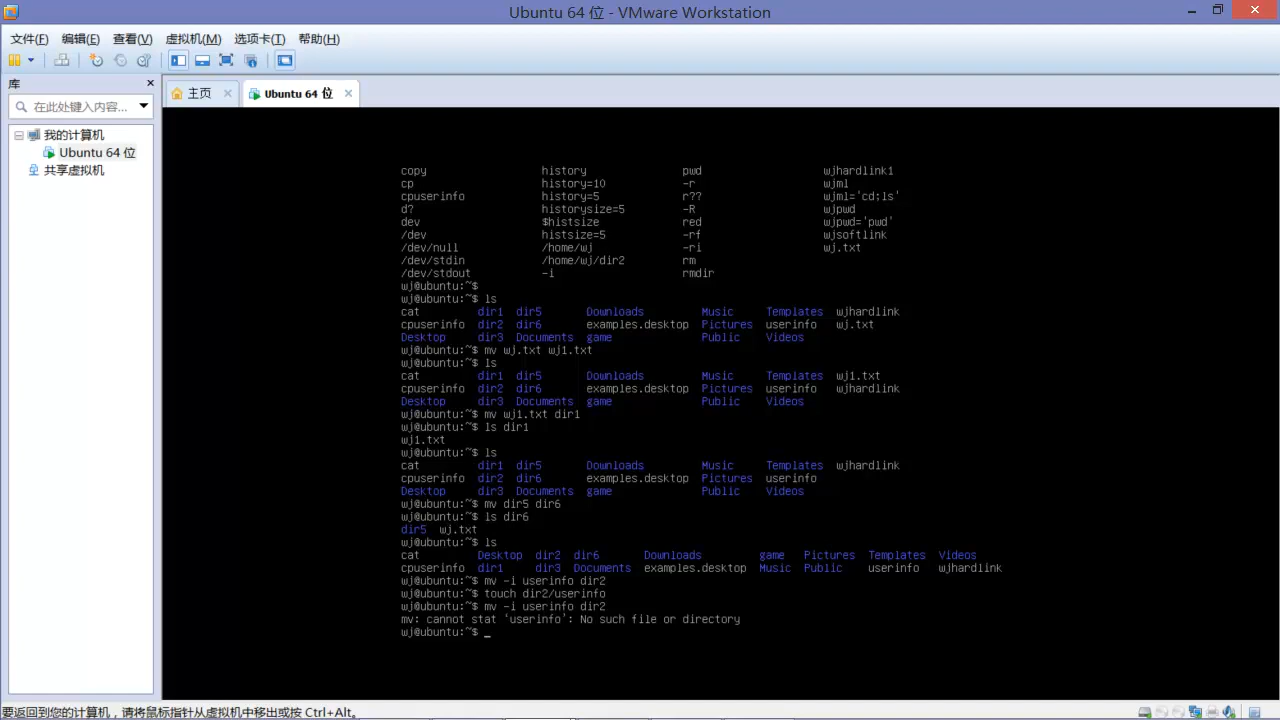 Ubuntu 64 位 - VMware Workstation
文件(F) 编辑(E) 查看(V) 虚拟机(M) 选项卡(T) 帮助(H)
库
主页
Ubuntu 64 位
在此处键入内容...
我的计算机
Ubuntu 64 位
共享虚拟机
copy history pwd wjhardlink1
cp history=10 -r wjml
cpuserinfo history=5 r?? wjml='cd;ls'
d? historysize=5 -R wjpwd
dev $histsize red wjpwd='pwd'
/dev histsize=5 -rf wjsoftlink
/dev/null /home/wj -ri wj.txt
/dev/stdin /home/wj/dir2 rm
/dev/stdout -i rmdir
wj@ubuntu:~$
wj@ubuntu:~$ ls
cat dir1 dir5 Downloads Music Templates wjhardlink
cpuserinfo dir2 dir6 examples.desktop Pictures userinfo wj.txt
Desktop dir3 Documents game Public Videos
wj@ubuntu:~$ mv wj.txt wj1.txt
wj@ubuntu:~$ ls
cat dir1 dir5 Downloads Music Templates wj1.txt
cpuserinfo dir2 dir6 examples.desktop Pictures userinfo wjhardlink
Desktop dir3 Documents game Public Videos
wj@ubuntu:~$ mv wj1.txt dir1
wj@ubuntu:~$ ls dir1
wj1.txt
wj@ubuntu:~$ ls
cat dir1 dir5 Downloads Music Templates wjhardlink
cpuserinfo dir2 dir6 examples.desktop Pictures userinfo
Desktop dir3 Documents game Public Videos
wj@ubuntu:~$ mv dir5 dir6
wj@ubuntu:~$ ls dir6
dir5 wj.txt
wj@ubuntu:~$ ls
cat Desktop dir2 dir6 Downloads game Pictures Templates Videos
cpuserinfo dir1 dir3 Documents examples.desktop Music Public userinfo wjhardlink
wj@ubuntu:~$ mv -i userinfo dir2
wj@ubuntu:~$ touch dir2/userinfo
wj@ubuntu:~$ mv -i userinfo dir2
mv: cannot stat ‘userinfo’: No such file or directory
wj@ubuntu:~$ _
要返回到您的计算机，请将鼠标指针从虚拟机中移出或按 Ctrl+Alt。